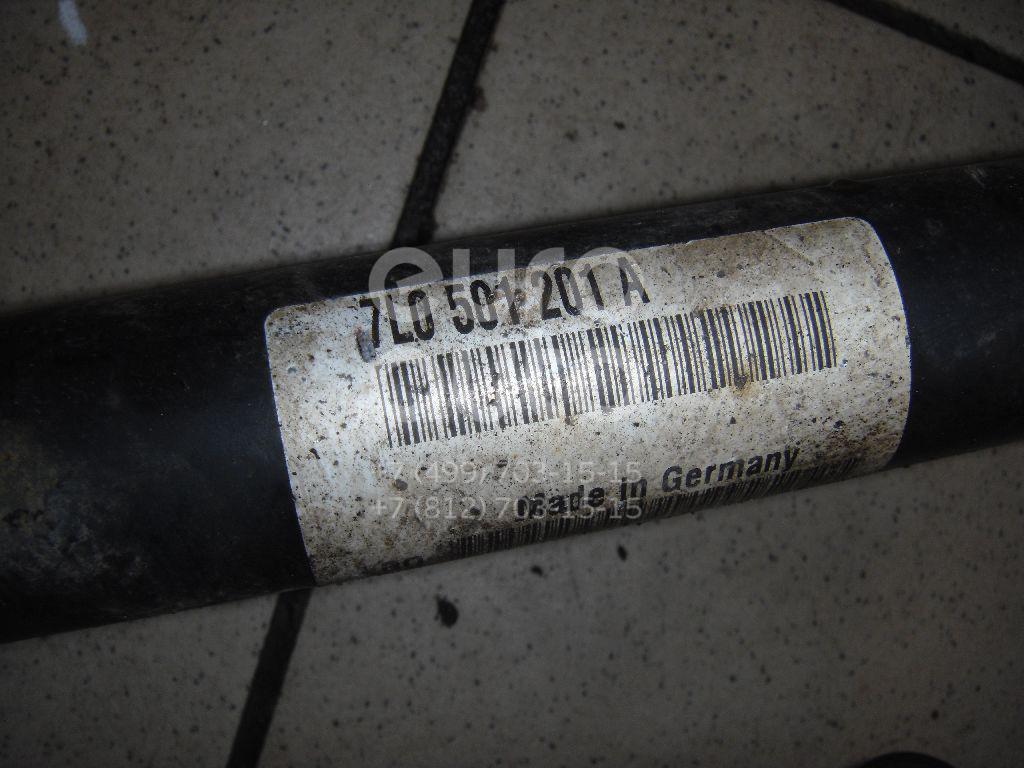 euro
7L0 501 201 A
+7 (499) 703-15-15
+7 (812) 703-15-15
Made in Germany